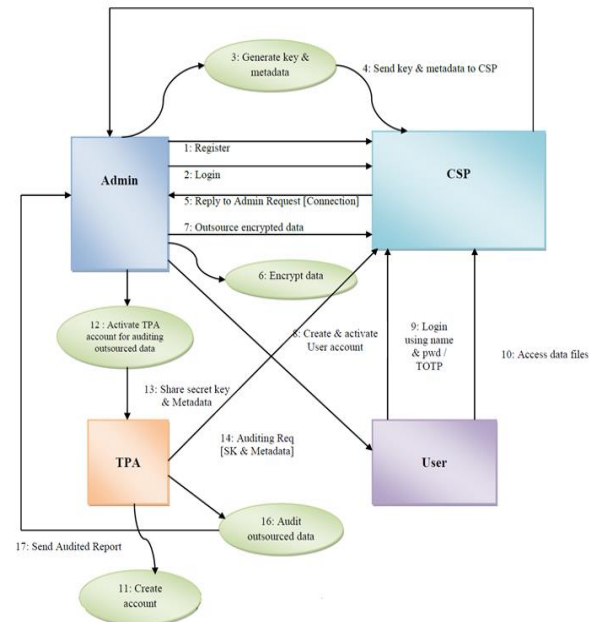 3: Generate key &
metadata
4: Send key & metadata to CSP
1: Register
Admin
CSP
2: Login
5: Reply to Admin Request [Connection]
7: Outsource encrypted data
6: Encrypt data
12 : Activate TPA
account for auditing
outsourced data
8: Create & activate
User account
9: Login
using name
& pwd /
TOTP
10: Access data files
13: Share secret key
& Metadata
14: Auditing Req
[SK & Metadata]
TPA
User
16: Audit
outsourced data
17: Send Audited Report
11: Create
account